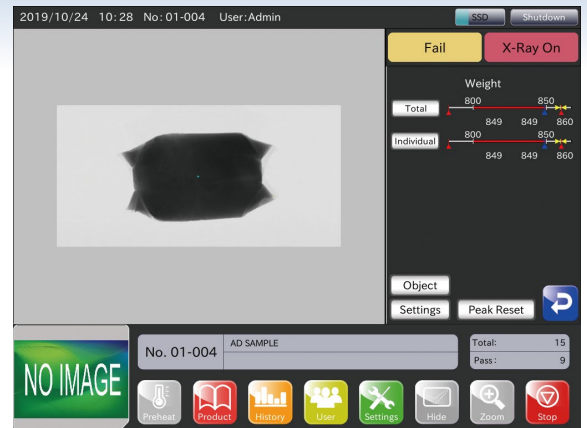 2019/10/24 10:28 No: 01-004 User:Admin SSD Shutdown
Fail X-Ray On
Weight
Total 800 850
849 849 860
Individual 800 850
849 849 860
Object
Settings Peak Reset
NO IMAGE
No. 01-004 AD SAMPLE
Total: 15
Pass: 9
Preheat Product History User Settings Hide Zoom Stop